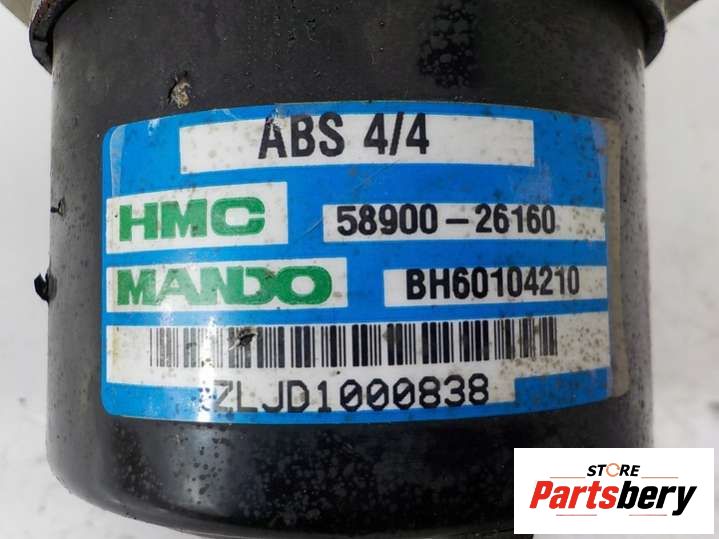 ABS 4/4
HMC 58900-26160
MANDO BH60104210
ZLJD1000838
STORE
Partsbery